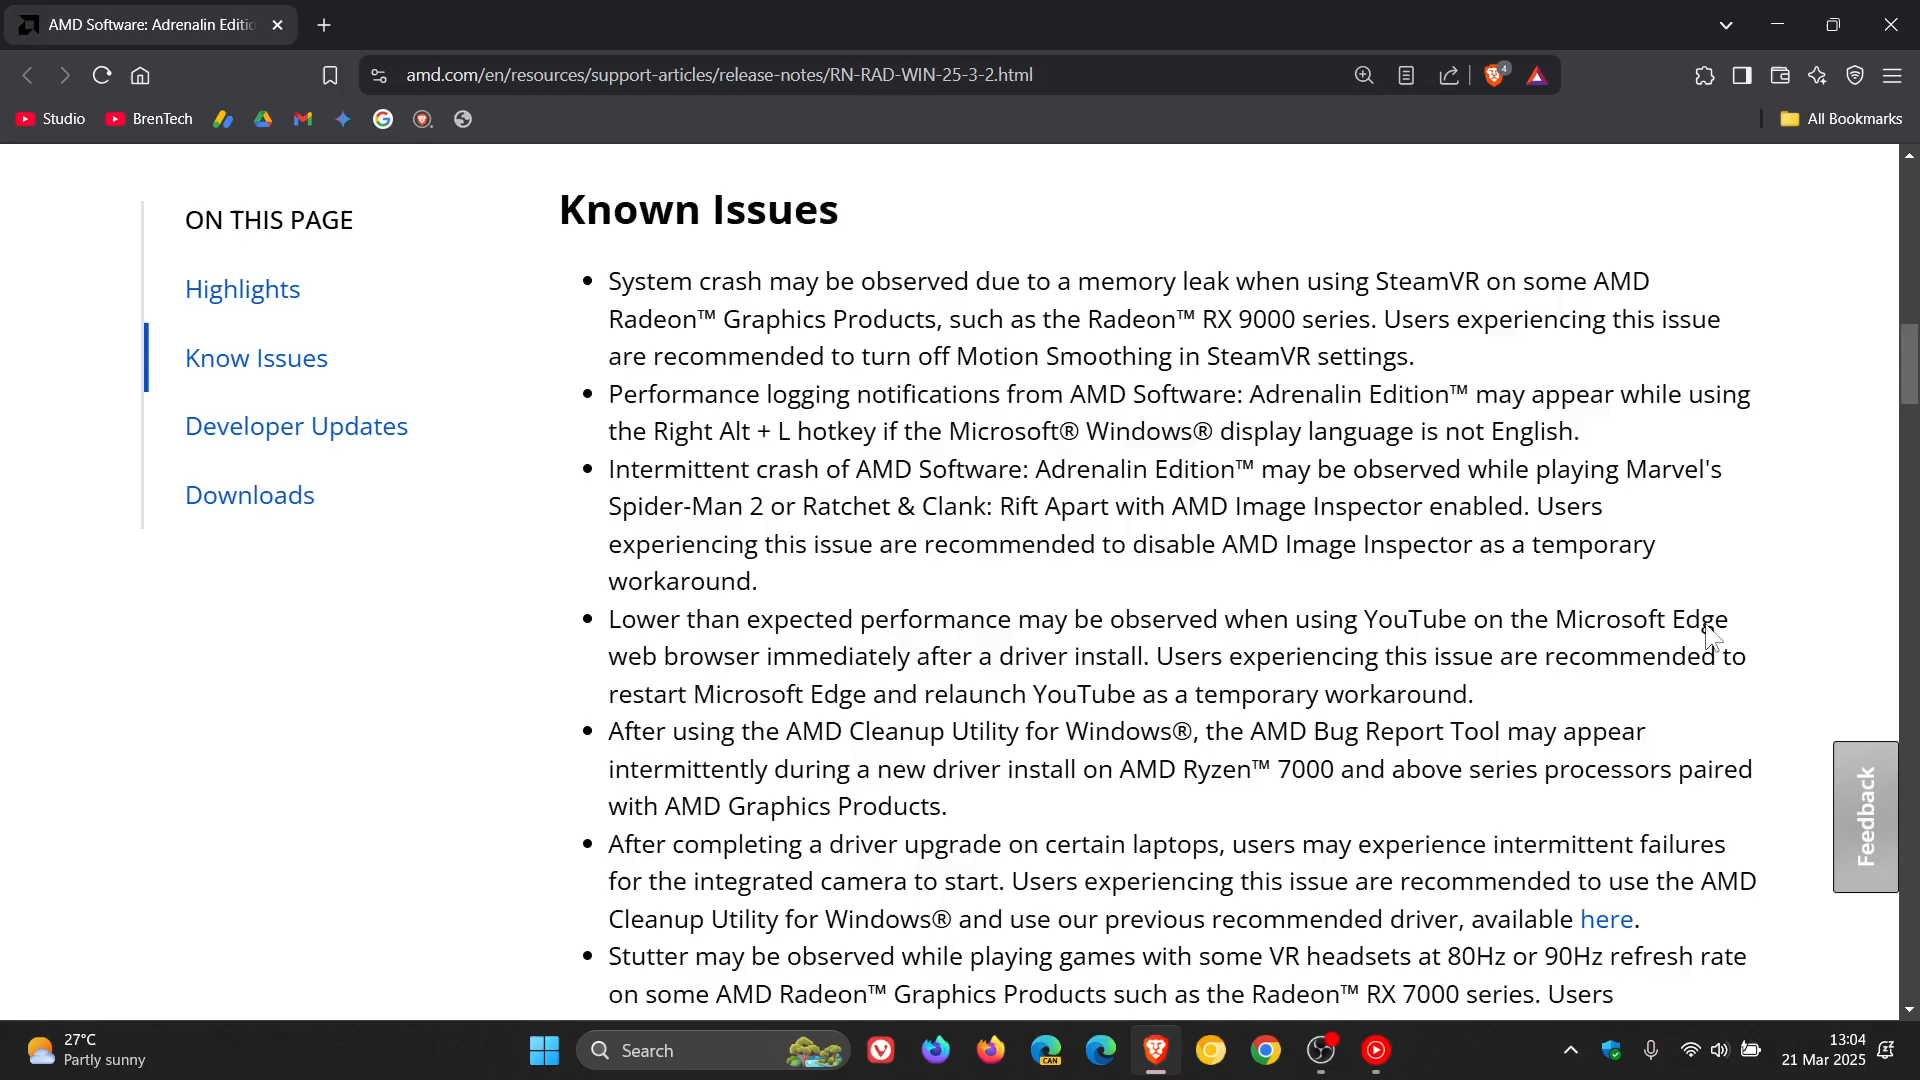 AMD Software: Adrenalin Editio
amd.com/en/resources/support-articles/release-notes/RN-RAD-WIN-25-3-2.html
4
Studio
BrenTech
All Bookmarks
ON THIS PAGE
Highlights
Know Issues
Developer Updates
Downloads
Known Issues
• System crash may be observed due to a memory leak when using SteamVR on some AMD
Radeon™ Graphics Products, such as the Radeon™ RX 9000 series. Users experiencing this issue
are recommended to turn off Motion Smoothing in SteamVR settings.
• Performance logging notifications from AMD Software: Adrenalin Edition™ may appear while using
the Right Alt + L hotkey if the Microsoft® Windows® display language is not English.
• Intermittent crash of AMD Software: Adrenalin Edition™ may be observed while playing Marvel's
Spider-Man 2 or Ratchet & Clank: Rift Apart with AMD Image Inspector enabled. Users
experiencing this issue are recommended to disable AMD Image Inspector as a temporary
workaround.
• Lower than expected performance may be observed when using YouTube on the Microsoft Edge
web browser immediately after a driver install. Users experiencing this issue are recommended to
restart Microsoft Edge and relaunch YouTube as a temporary workaround.
• After using the AMD Cleanup Utility for Windows®, the AMD Bug Report Tool may appear
intermittently during a new driver install on AMD Ryzen™ 7000 and above series processors paired
with AMD Graphics Products.
• After completing a driver upgrade on certain laptops, users may experience intermittent failures
for the integrated camera to start. Users experiencing this issue are recommended to use the AMD
Cleanup Utility for Windows® and use our previous recommended driver, available here.
• Stutter may be observed while playing games with some VR headsets at 80Hz or 90Hz refresh rate
on some AMD Radeon™ Graphics Products such as the Radeon™ RX 7000 series. Users
Feedback
27°C
Partly sunny
Search
CAN
13:04
21 Mar 2025